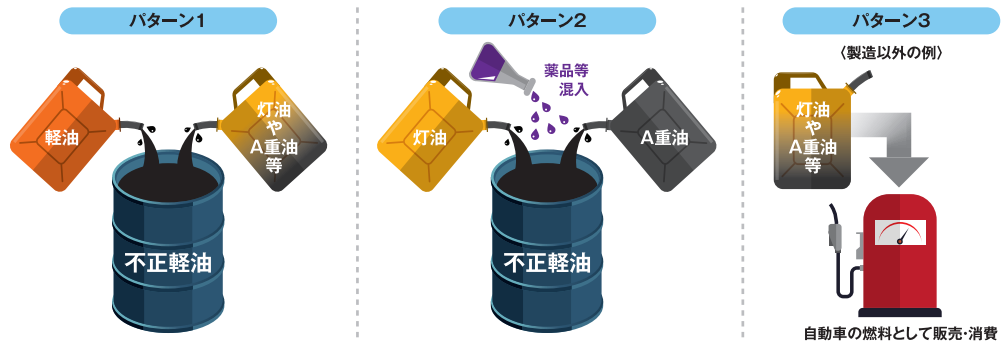 パターン1
軽油
灯油
や
A重油
等
不正軽油
パターン2
薬品等
混入
灯油
A重油
不正軽油
パターン3
〈製造以外の例〉
灯油
や
A重油
等
自動車の燃料として販売・消費